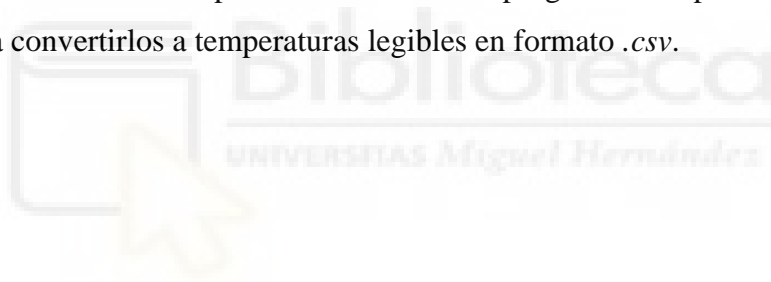 convertirlos a temperaturas legibles en formato .csv.
Biblioteca
UNIVERSITAS Miguel Hernández